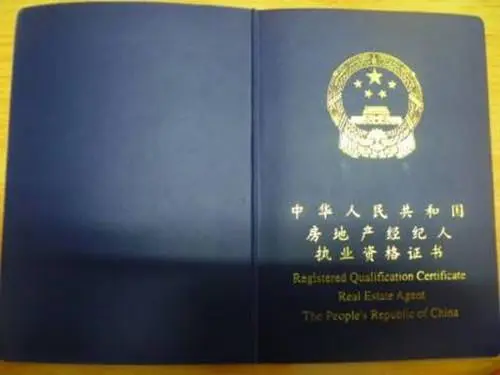 中华人民共和国
房地产经纪人
执业资格证书
Registered Qualification Certificate
Real Estate Agent
The People's Republic of China